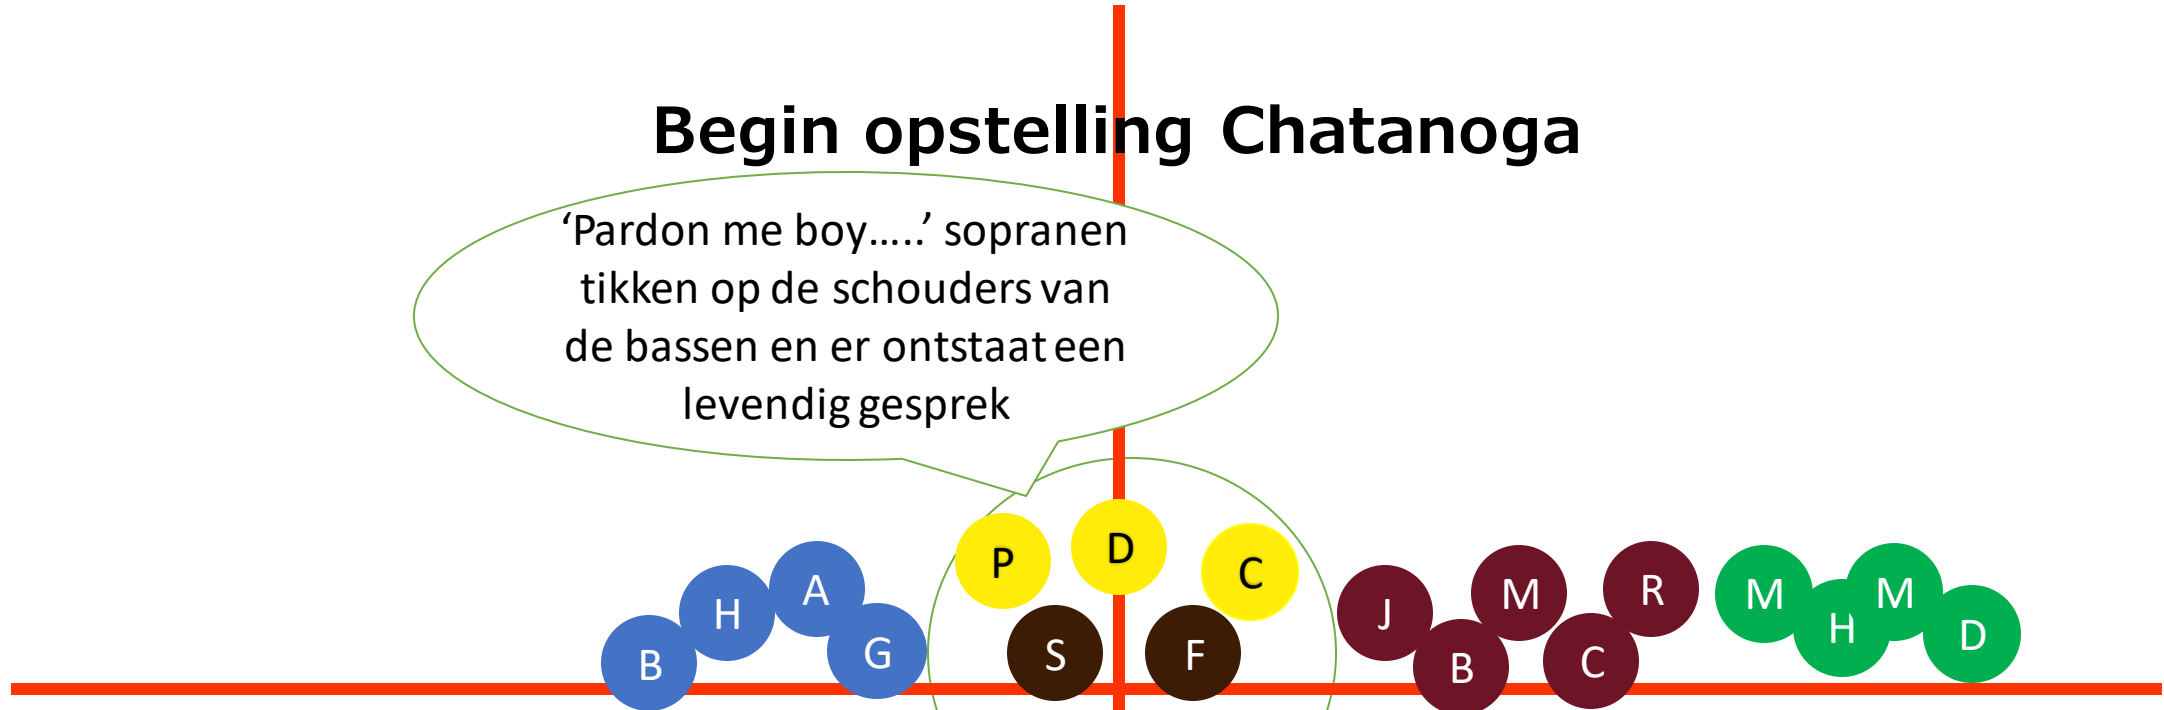 Begin opstelling Chatanoga
‘Pardon me boy…..’ sopranen
tikken op de schouders van
de bassen en er ontstaat een
levendig gesprek
P D C
B H A G S F J B M C R M H M D